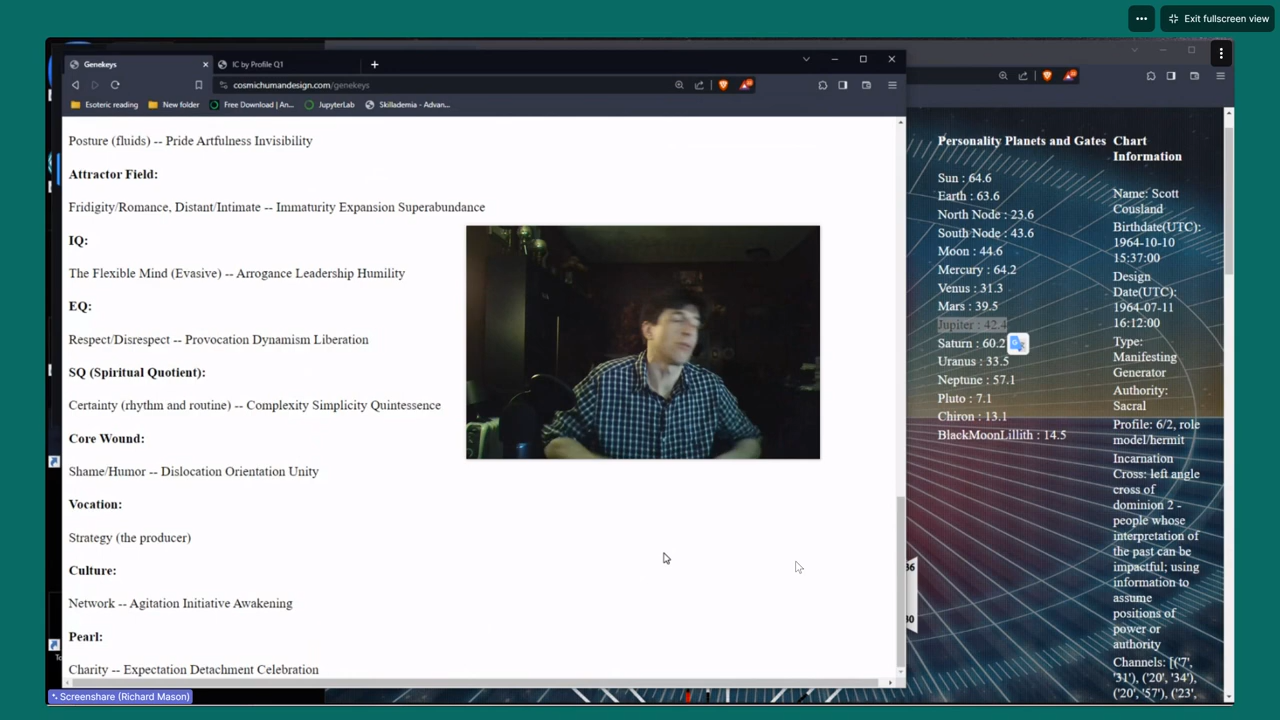 Exit fullscreen view
Genekeys
IC by Profile Q1
cosmichumandesign.com/genekeys
Esoteric reading
New folder
Free Download | An...
JupyterLab
Skillademia - Advan...
Posture (fluids) -- Pride Artfulness Invisibility
Attractor Field:
Fridigity/Romance, Distant/Intimate -- Immaturity Expansion Superabundance
IQ:
The Flexible Mind (Evasive) -- Arrogance Leadership Humility
EQ:
Respect/Disrespect -- Provocation Dynamism Liberation
SQ (Spiritual Quotient):
Certainty (rhythm and routine) -- Complexity Simplicity Quintessence
Core Wound:
Shame/Humor -- Dislocation Orientation Unity
Vocation:
Strategy (the producer)
Culture:
Network -- Agitation Initiative Awakening
Pearl:
Charity -- Expectation Detachment Celebration
Personality Planets and Gates
Sun : 64.6
Earth : 63.6
North Node : 23.6
South Node : 43.6
Moon : 44.6
Mercury : 64.2
Venus : 31.3
Mars : 39.5
Jupiter : 42.4
Saturn : 60.2
Uranus : 33.5
Neptune : 57.1
Pluto : 7.1
Chiron : 13.1
BlackMoonLillith : 14.5
Chart
Information
Name: Scott
Cousland
Birthdate(UTC):
1964-10-10
15:37:00
Design
Date(UTC):
1964-07-11
16:12:00
Type:
Manifesting
Generator
Authority:
Sacral
Profile: 6/2, role
model/hermit
Incarnation
Cross: left angle
cross of
dominion 2 -
people whose
interpretation of
the past can be
impactful; using
information to
assume
positions of
power or
authority
Channels: [('7',
'31'), ('20', '34'),
('20', '57'), ('23',
36
30
Screenshare (Richard Mason)